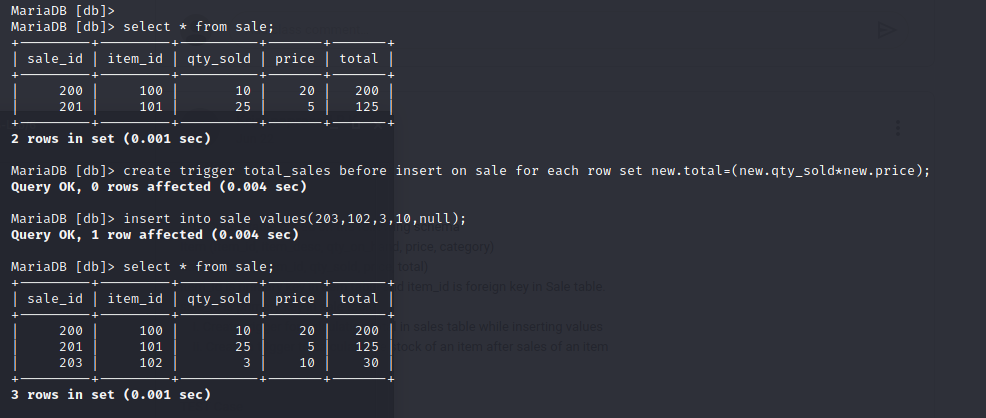 MariaDB [db]>
MariaDB [db]> select * from sale;
| sale_id | item_id | qty_sold | price | total |
| 200 | 100 | 10 | 20 | 200 |
| 201 | 101 | 25 | 5 | 125 |
2 rows in set (0.001 sec)
MariaDB [db]> create trigger total_sales before insert on sale for each row set new.total=(new.qty_sold*new.price);
Query OK, 0 rows affected (0.004 sec)
MariaDB [db]> insert into sale values(203,102,3,10,null);
Query OK, 1 row affected (0.004 sec)
schema
price, category)
MariaDB [db]> select * from sale;
total)
| sale_id | item_id | qty_sold | price | total |
item_id is foreign key in Sale table
| 200 | 100 | 10 | 20 | 200 |
in sales table while inserting values
| 201 | 101 | 25 | 5 | 125 |
of an item after sales of an item
| 203 | 102 | 3 | 10 | 30 |
3 rows in set (0.001 sec)